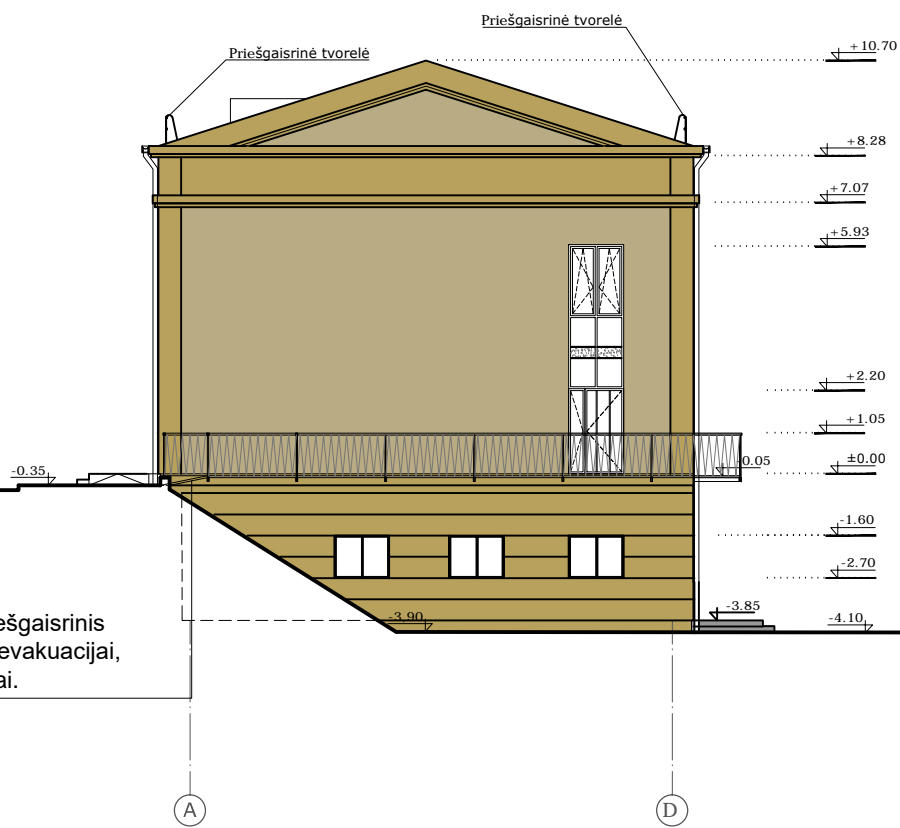 Priešgaisrinė tvorelė
Priešgaisrinė tvorelė
+10.70
+8.28
+7.07
+5.93
+2.20
+1.05
±0.00
-0.05
-0.35
-1.60
-2.70
-3.85
-3.90
-4.10
ešgaisrinis
evakuacijai,
ai.
A
D